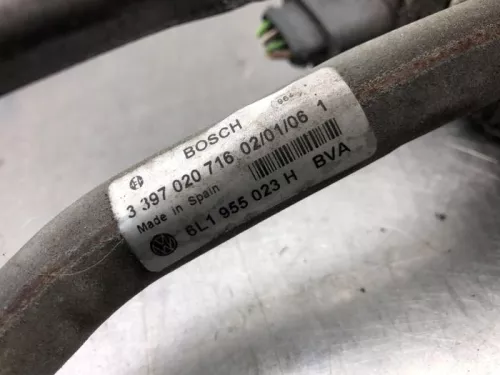 BOSCH
3 397 020 716 02/01/06 1
Made in Spain
6L1 955 023 H BVA